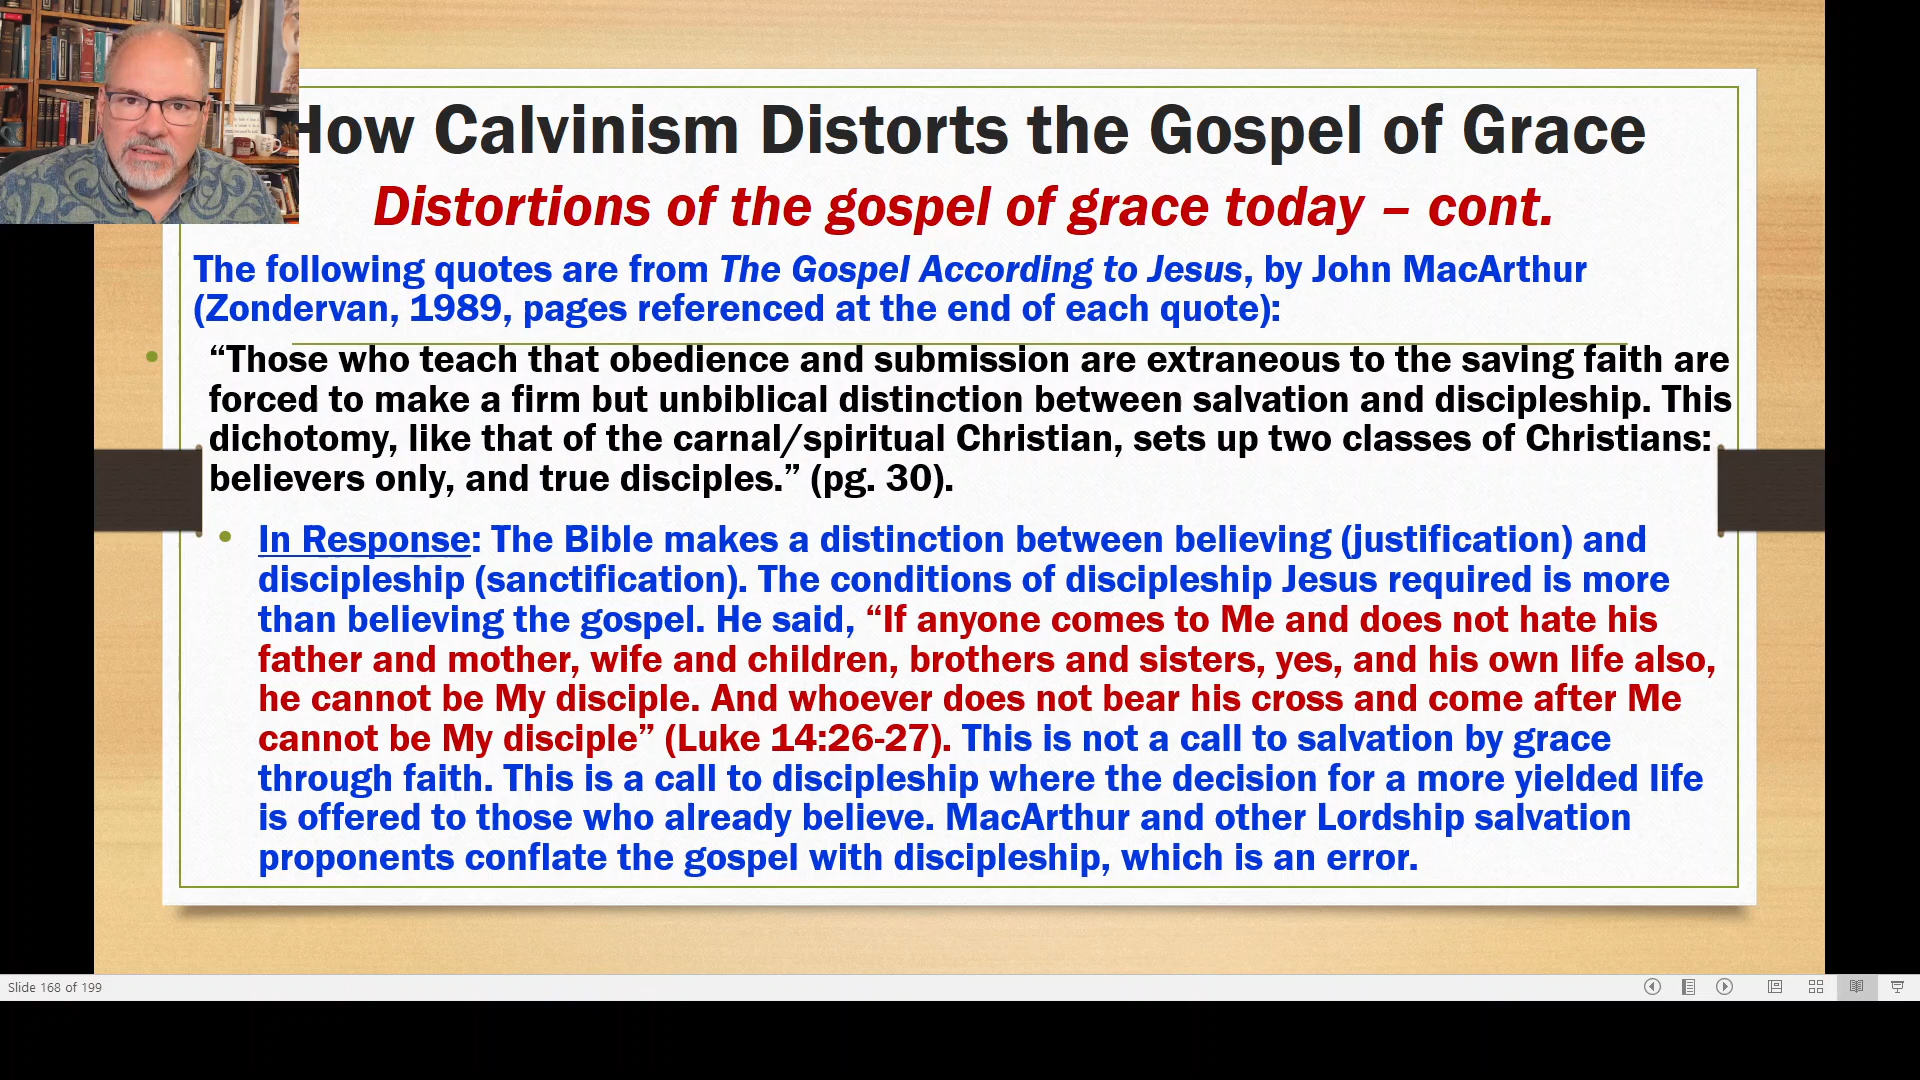 How Calvinism Distorts the Gospel of Grace
Distortions of the gospel of grace today – cont.
The following quotes are from The Gospel According to Jesus, by John MacArthur
(Zondervan, 1989, pages referenced at the end of each quote):
“Those who teach that obedience and submission are extraneous to the saving faith are
forced to make a firm but unbiblical distinction between salvation and discipleship. This
dichotomy, like that of the carnal/spiritual Christian, sets up two classes of Christians:
believers only, and true disciples.” (pg. 30).
In Response: The Bible makes a distinction between believing (justification) and
discipleship (sanctification). The conditions of discipleship Jesus required is more
than believing the gospel. He said, “If anyone comes to Me and does not hate his
father and mother, wife and children, brothers and sisters, yes, and his own life also,
he cannot be My disciple. And whoever does not bear his cross and come after Me
cannot be My disciple” (Luke 14:26-27). This is not a call to salvation by grace
through faith. This is a call to discipleship where the decision for a more yielded life
is offered to those who already believe. MacArthur and other Lordship salvation
proponents conflate the gospel with discipleship, which is an error.
Slide 168 of 199